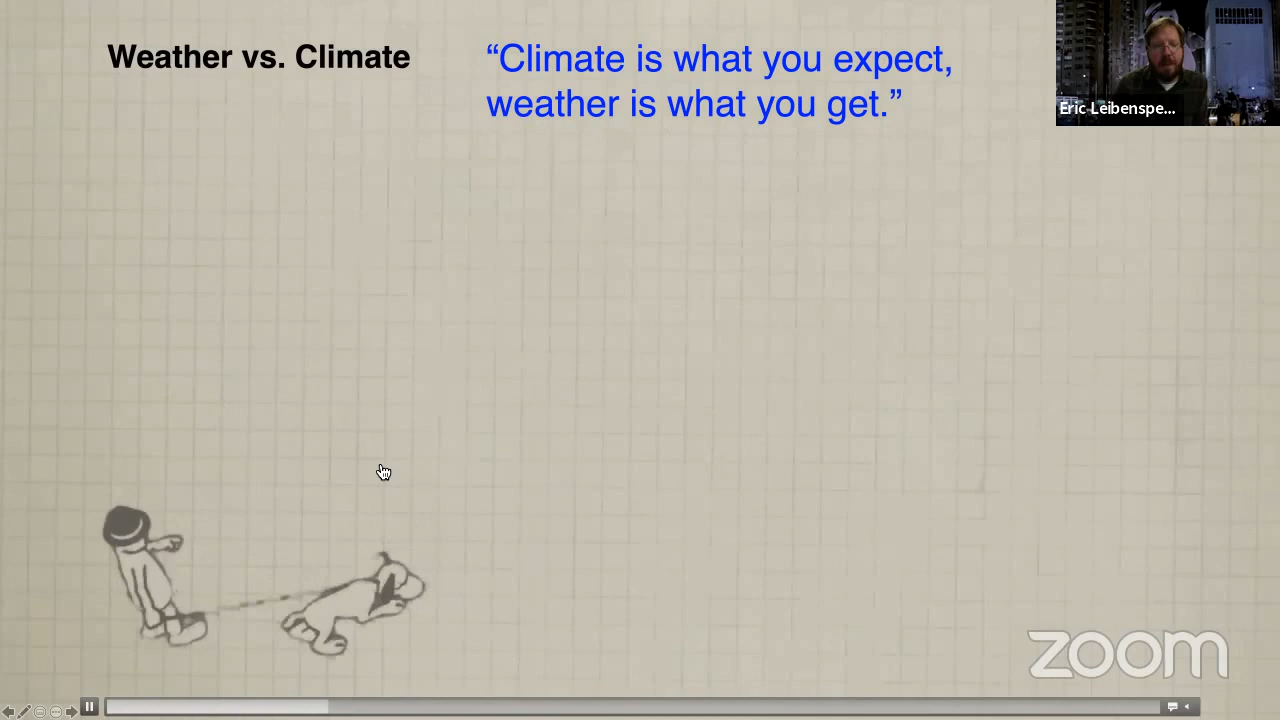 Weather vs. Climate
“Climate is what you expect,
weather is what you get.”
Eric Leibenspe...
zoom